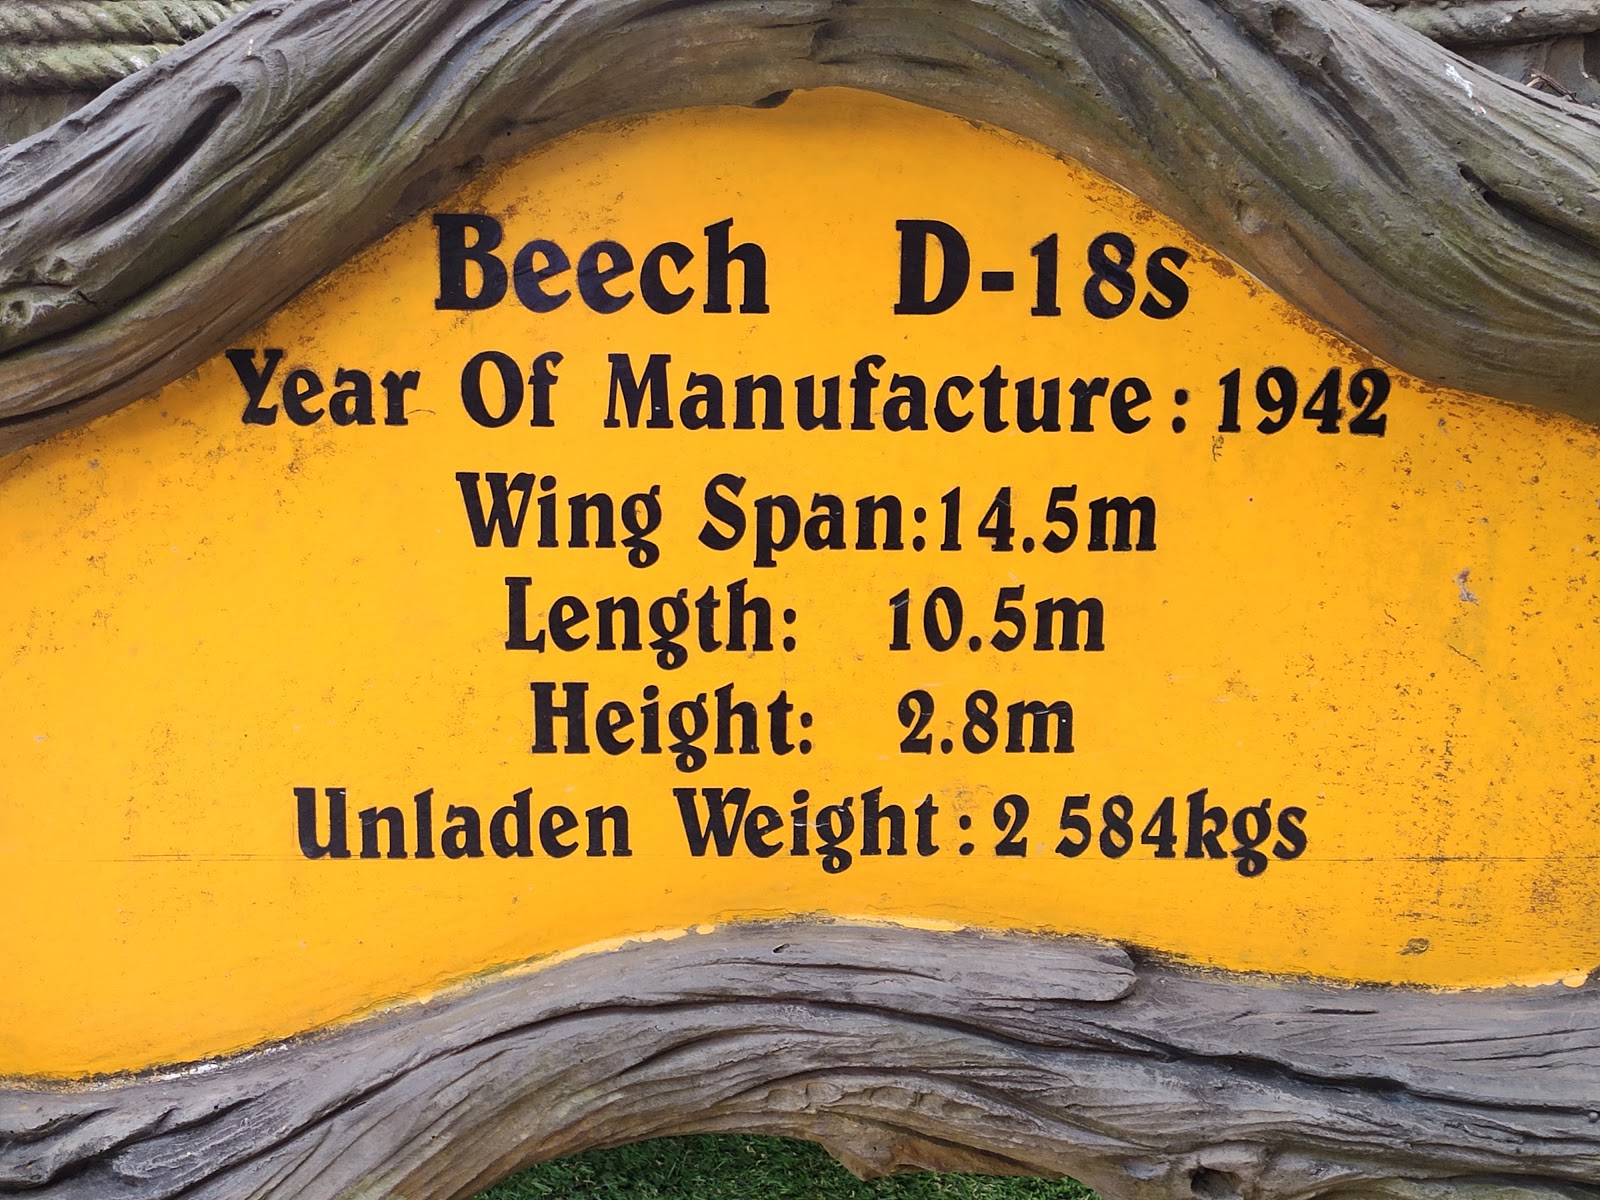 Beech D-18s
Year Of Manufacture: 1942
Wing Span:14.5m
Length: 10.5m
Height: 2.8m
Unladen Weight: 2 584kgs